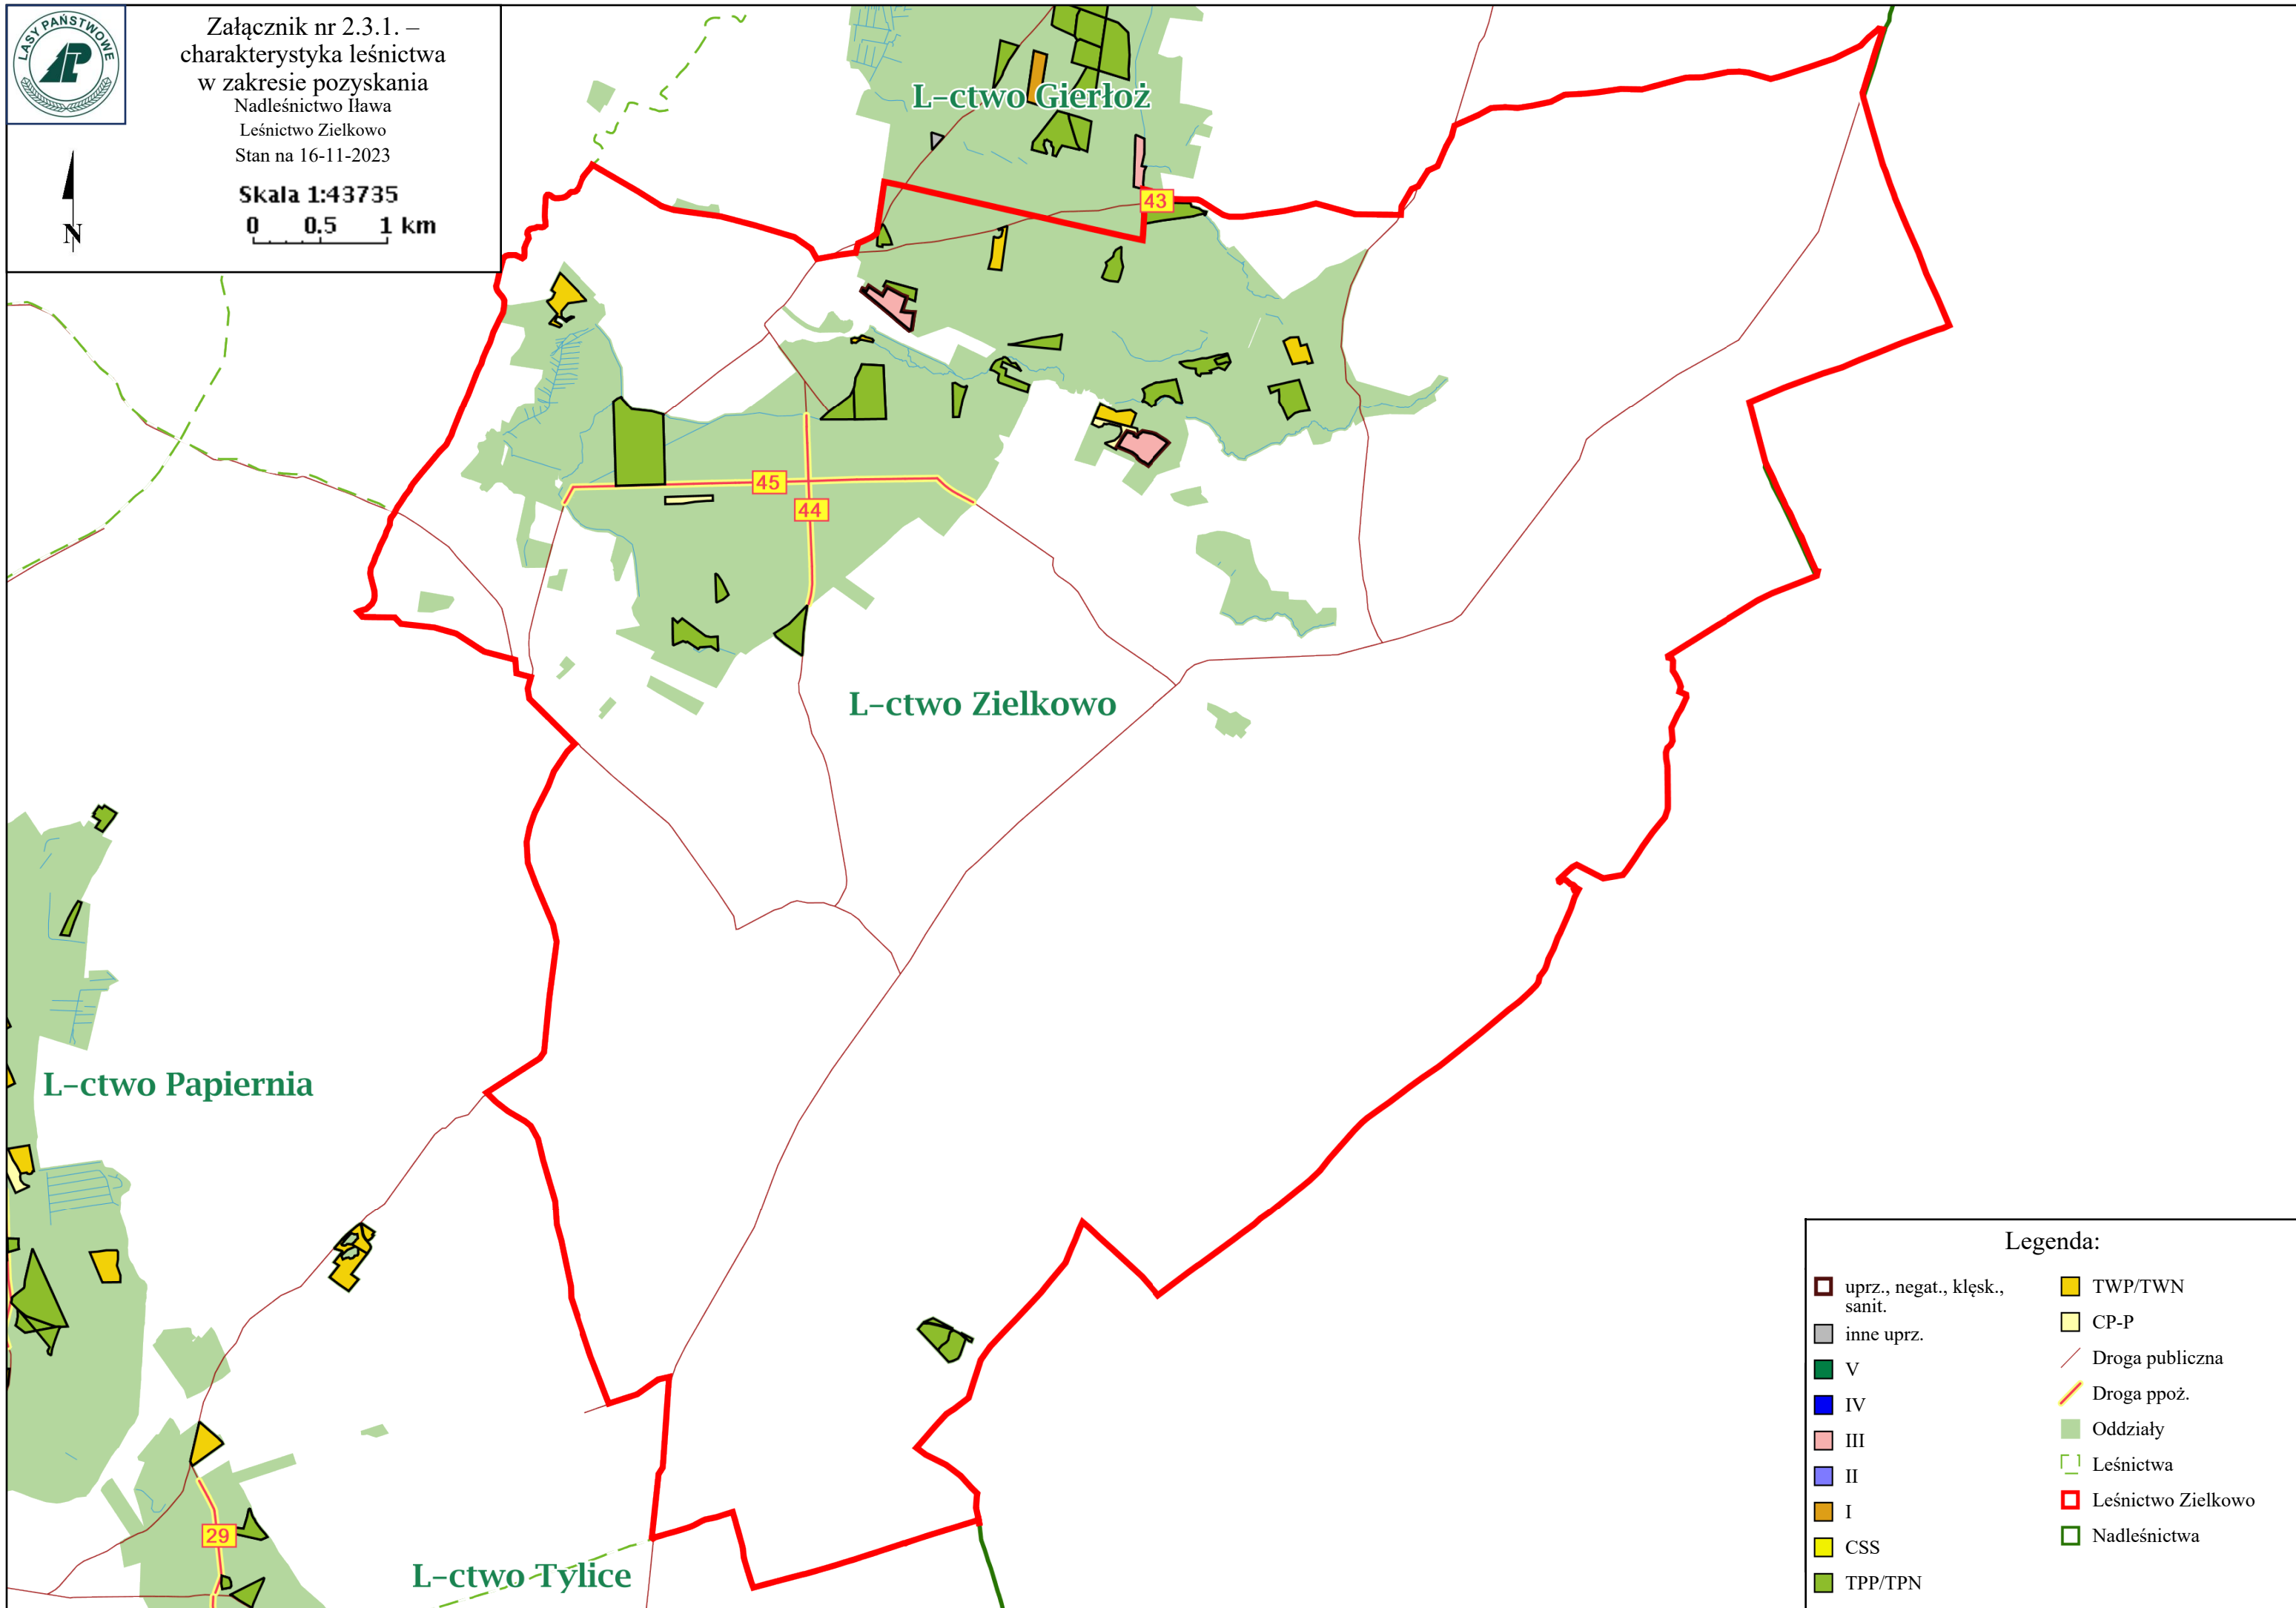 LASY PAŃSTWOWE
Załącznik nr 2.3.1. –
charakterystyka leśnictwa
w zakresie pozyskania
Nadleśnictwo Iława
Leśnictwo Zielkowo
Stan na 16-11-2023
Skala 1:43735
0 0.5 1 km
N
L-ctwo Gierłoż
43
45
44
L-ctwo Zielkowo
L-ctwo Papiernia
29
L-ctwo Tylice
Legenda:
uprz., negat., klęsk.,
sanit.
inne uprz.
V
IV
III
II
I
CSS
TPP/TPN
TWP/TWN
CP-P
Droga publiczna
Droga ppoż.
Oddziały
Leśnictwa
Leśnictwo Zielkowo
Nadleśnictwa